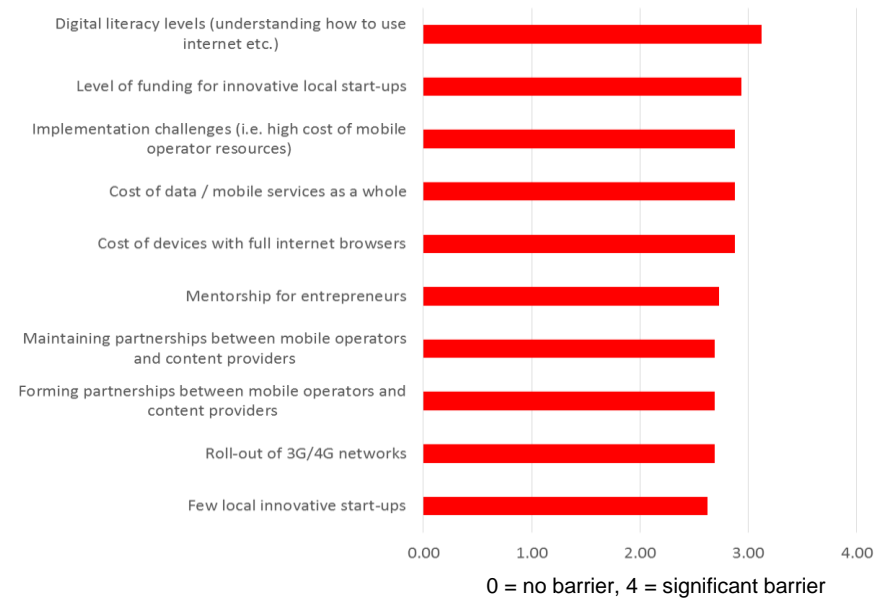 Digital literacy levels (understanding how to use
internet etc.)
Level of funding for innovative local start-ups
Implementation challenges (i.e. high cost of mobile
operator resources)
Cost of data / mobile services as a whole
Cost of devices with full internet browsers
Mentorship for entrepreneurs
Maintaining partnerships between mobile operators
and content providers
Forming partnerships between mobile operators and
content providers
Roll-out of 3G/4G networks
Few local innovative start-ups
0.00 1.00 2.00 3.00 4.00
0 = no barrier, 4 = significant barrier